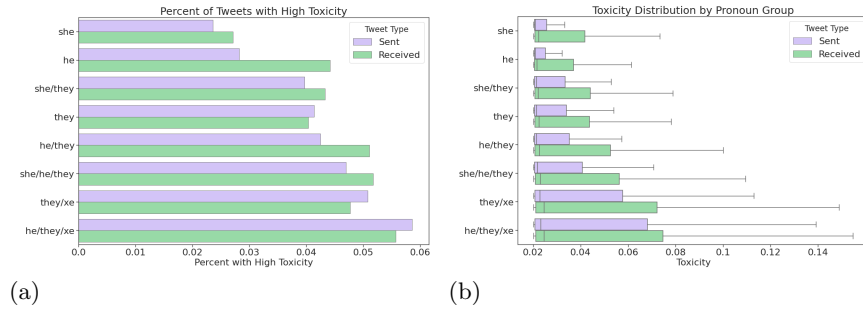 Percent of Tweets with High Toxicity
Tweet Type
Sent
Received
she
he
she/they
they
he/they
she/he/they
they/xe
he/they/xe
0.00 0.01 0.02 0.03 0.04 0.05 0.06
Percent with High Toxicity
(a)
Toxicity Distribution by Pronoun Group
Tweet Type
Sent
Received
she
he
she/they
they
he/they
she/he/they
they/xe
he/they/xe
0.02 0.04 0.06 0.08 0.1 0.12 0.14
Toxicity
(b)